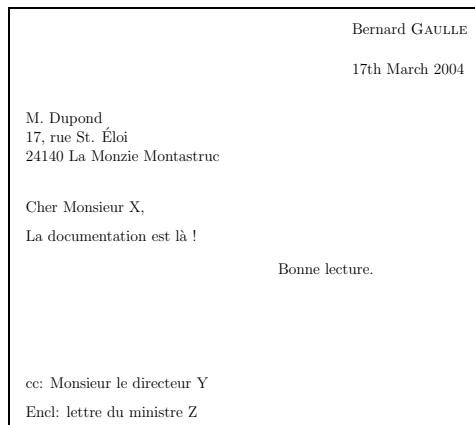 Bernard GAULLE
17th March 2004
M. Dupond
17, rue St. Éloi
24140 La Monzie Montastruc
Cher Monsieur X,
La documentation est là !
Bonne lecture.
cc: Monsieur le directeur Y
Encl: lettre du ministre Z